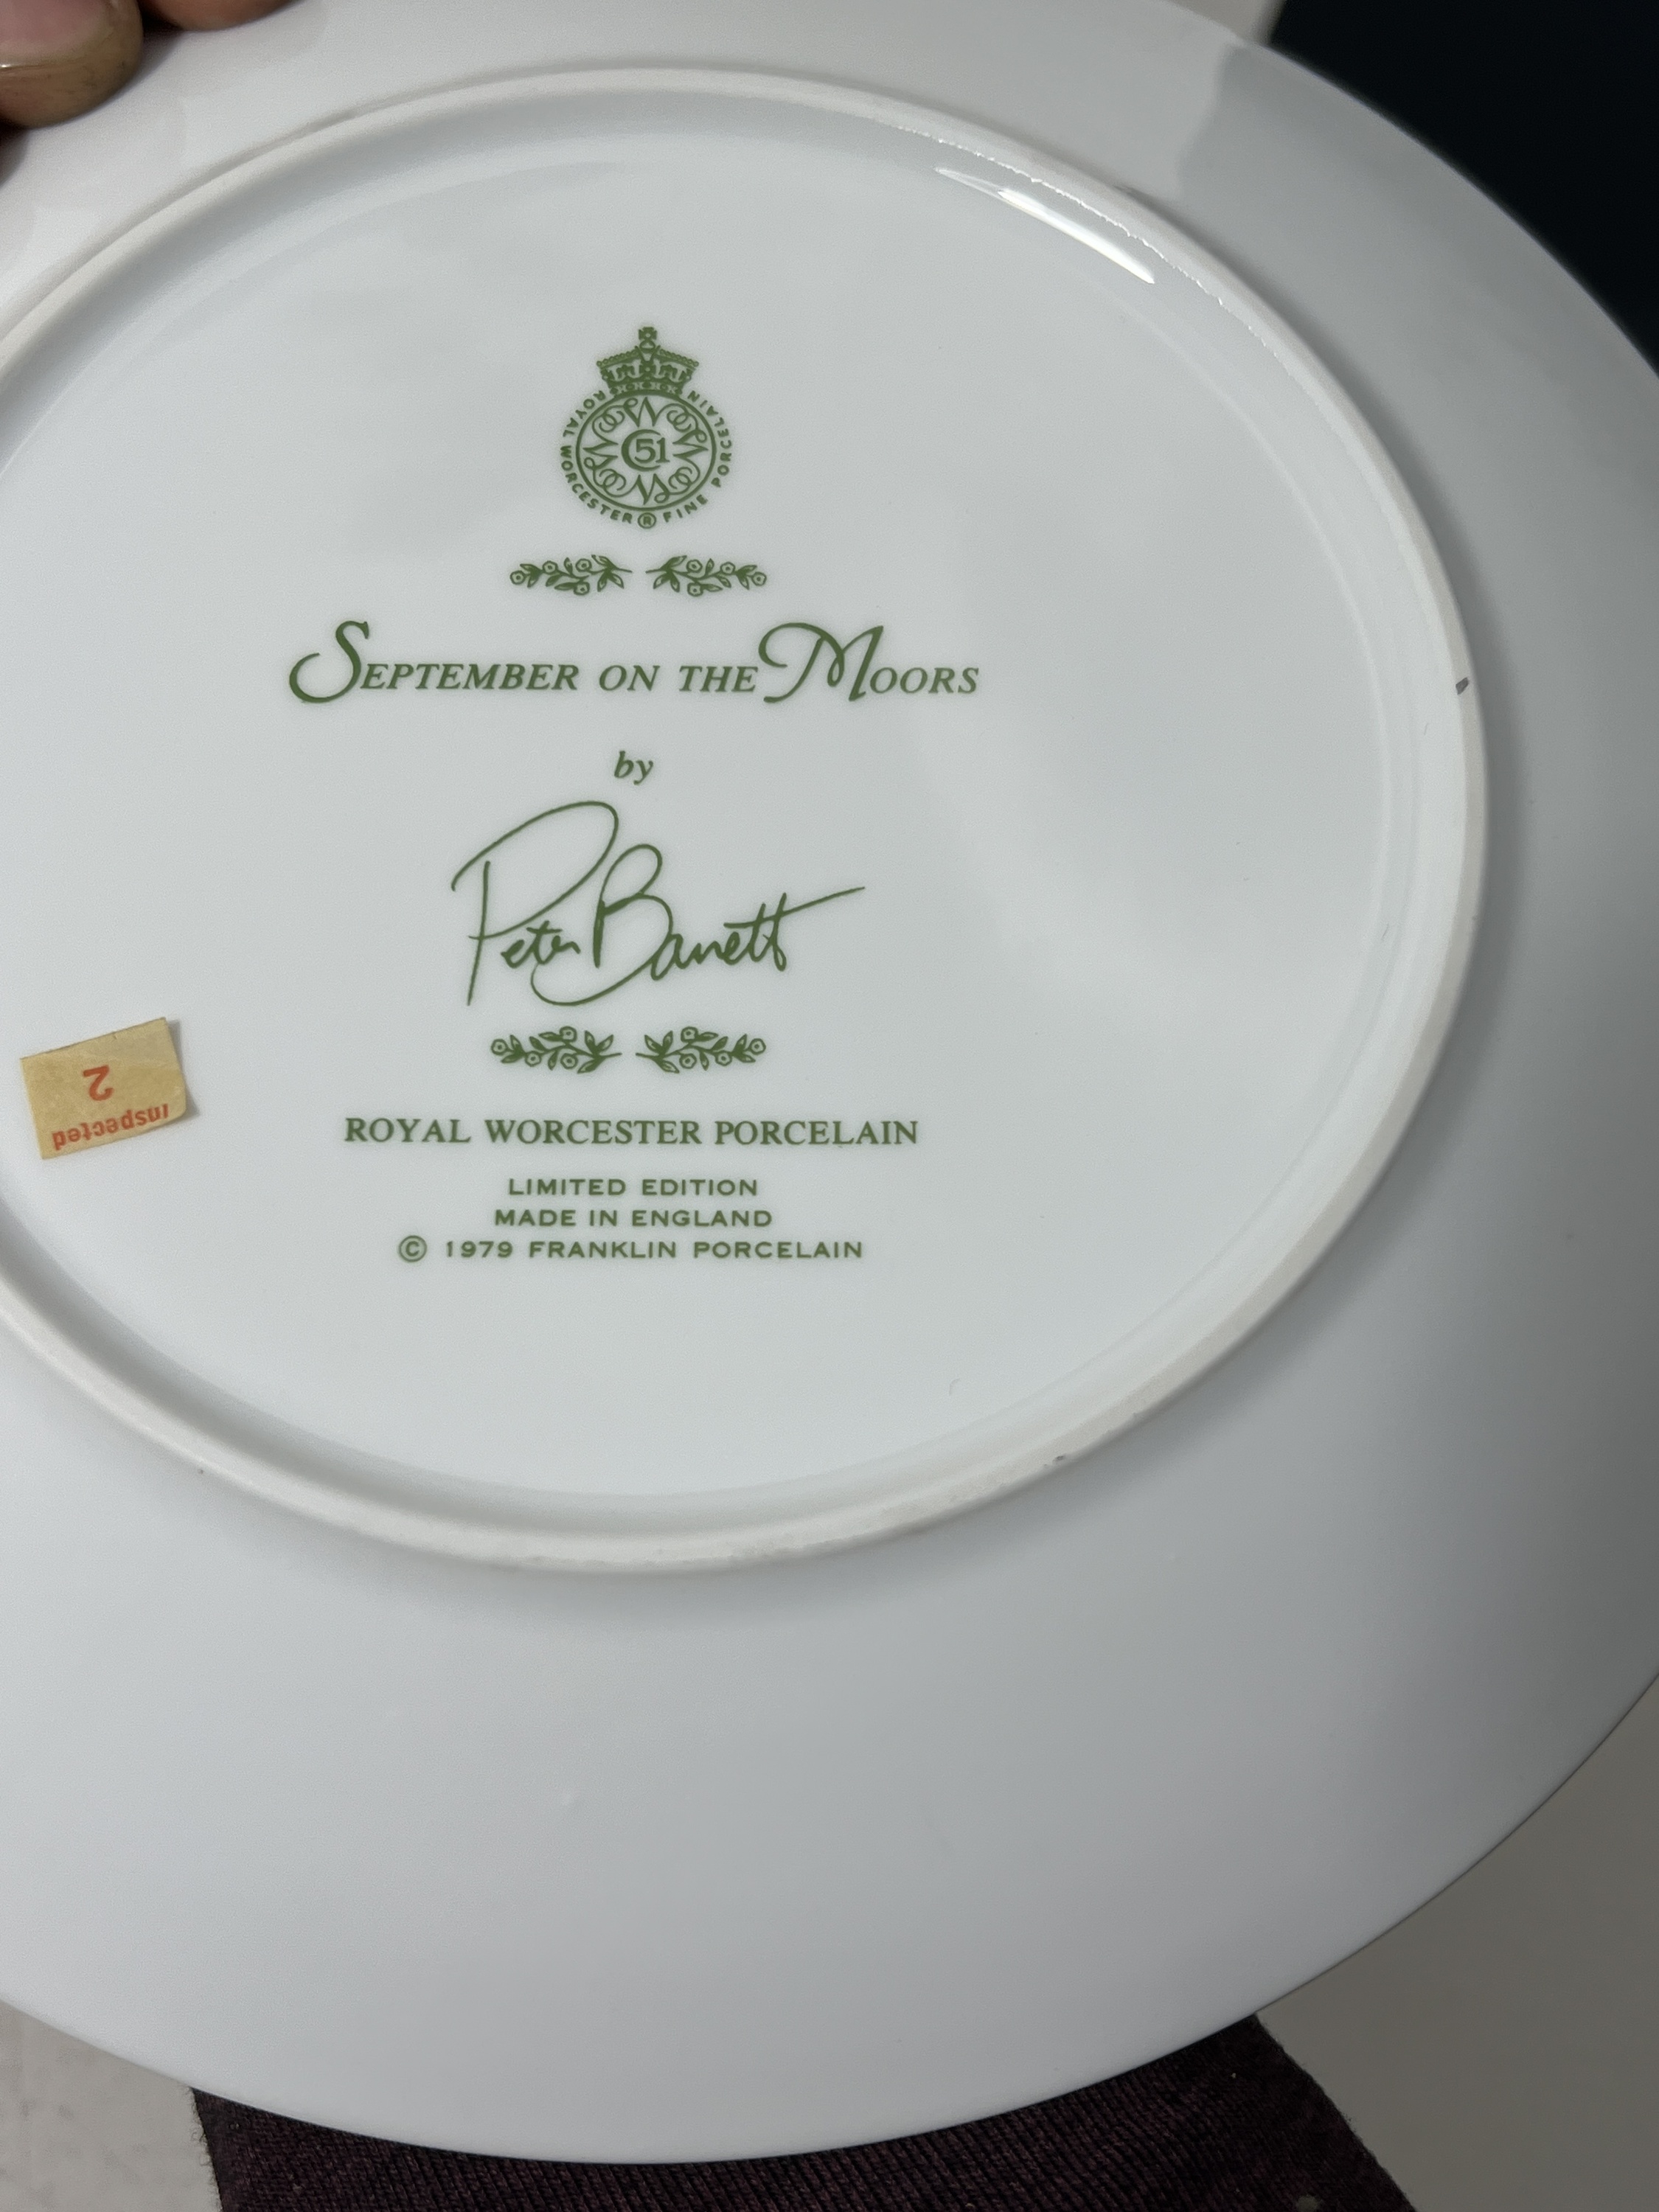 ROYAL WORCESTER ® FINE PORCELAIN
51
SEPTEMBER ON THE MOORS
by
Peter Barrett
ROYAL WORCESTER PORCELAIN
LIMITED EDITION
MADE IN ENGLAND
© 1979 FRANKLIN PORCELAIN
Inspected
2